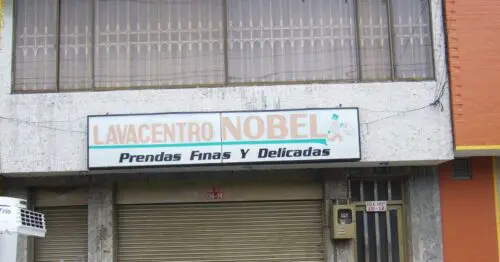 LAVACENTRO NOBEL
Prendas Finas Y Delicadas